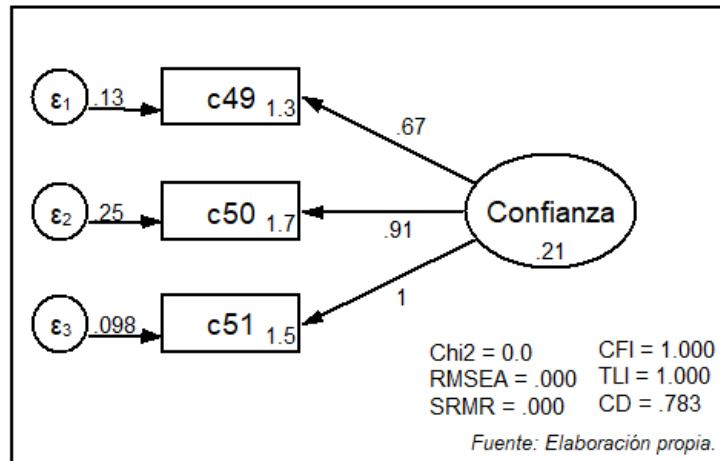 ε1 .13 c49 1.3
.67
ε2 .25 c50 1.7
.91
Confianza
.21
ε3 .098 c51 1.5
1
Chi2 = 0.0 CFI = 1.000
RMSEA = .000 TLI = 1.000
SRMR = .000 CD = .783
Fuente: Elaboración propia.